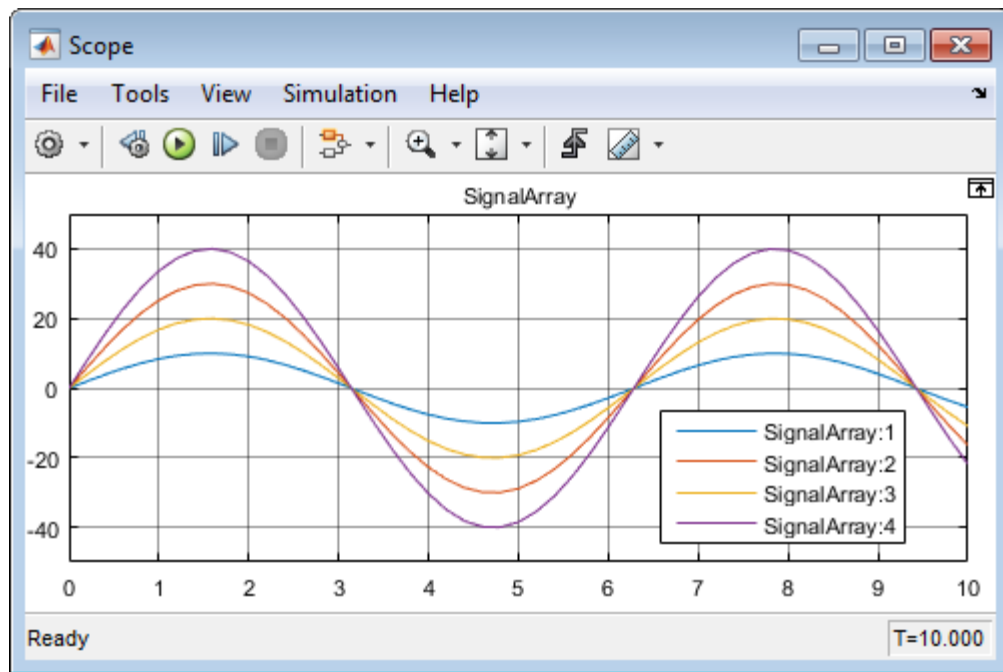 Scope
File Tools View Simulation Help
SignalArray
40
20
0
-20
-40
SignalArray:1
SignalArray:2
SignalArray:3
SignalArray:4
0 1 2 3 4 5 6 7 8 9 10
Ready T=10.000